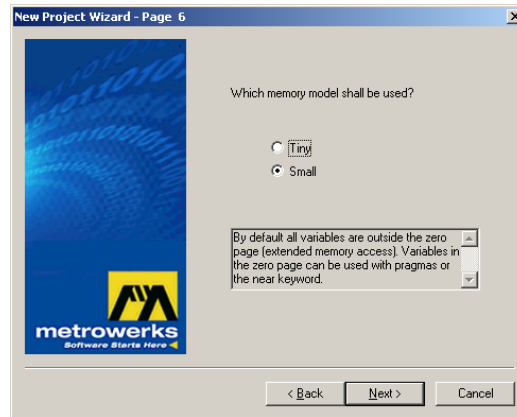 New Project Wizard - Page 6
Which memory model shall be used?
Tiny
Small
By default all variables are outside the zero
page (extended memory access). Variables in
the zero page can be used with pragmas or
the near keyword.
metrowerks
Software Starts Here
< Back
Next >
Cancel